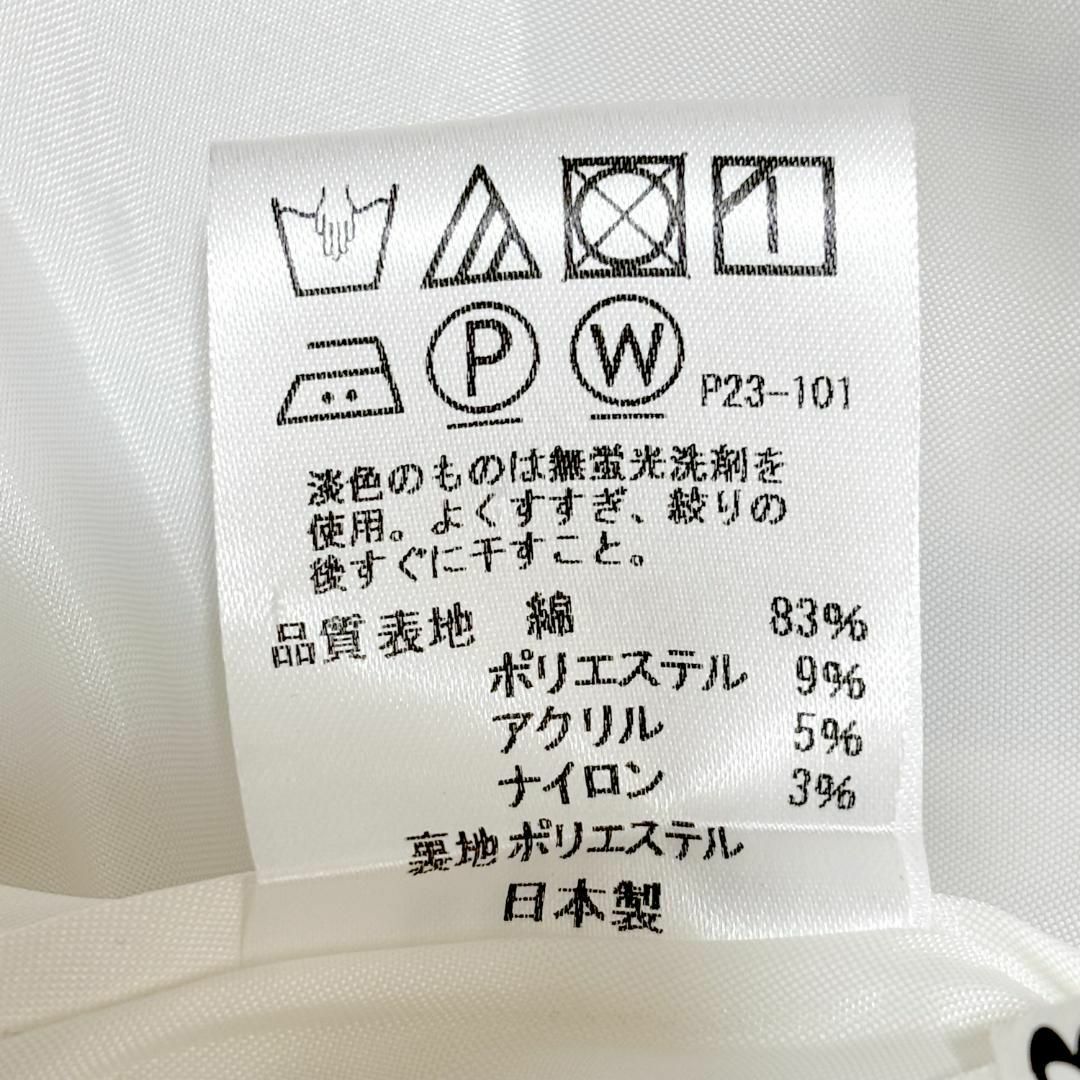 P
W
P23-101
淡色のものは無蛍光洗剤を
使用。よくすすぎ、絞りの
後すぐに干すこと。
品質 表地 綿 83%
ポリエステル 9%
アクリル 5%
ナイロン 3%
裏地 ポリエステル
日本製